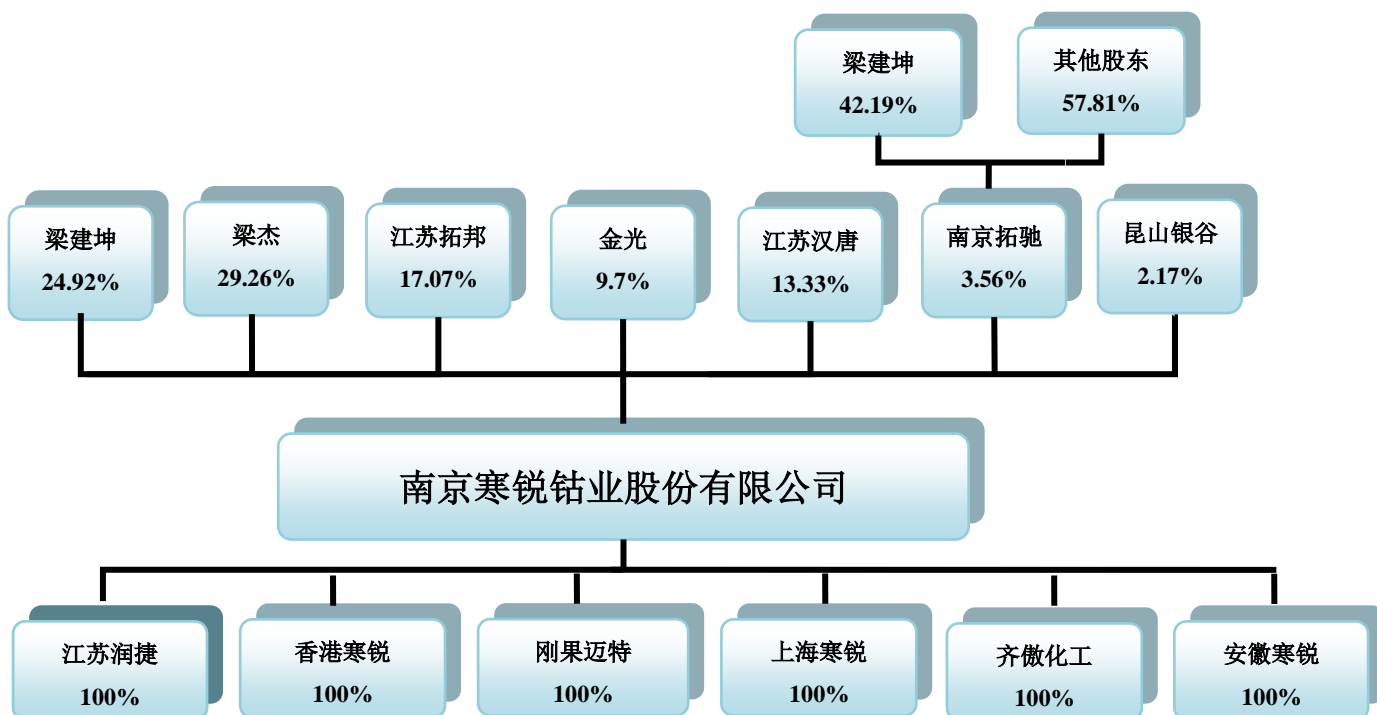 梁建坤
42.19%
其他股东
57.81%
梁建坤
24.92%
梁杰
29.26%
江苏拓邦
17.07%
金光
9.7%
江苏汉唐
13.33%
南京拓驰
3.56%
昆山银谷
2.17%
南京寒锐钴业股份有限公司
江苏润捷
100%
香港寒锐
100%
刚果迈特
100%
上海寒锐
100%
齐傲化工
100%
安徽寒锐
100%